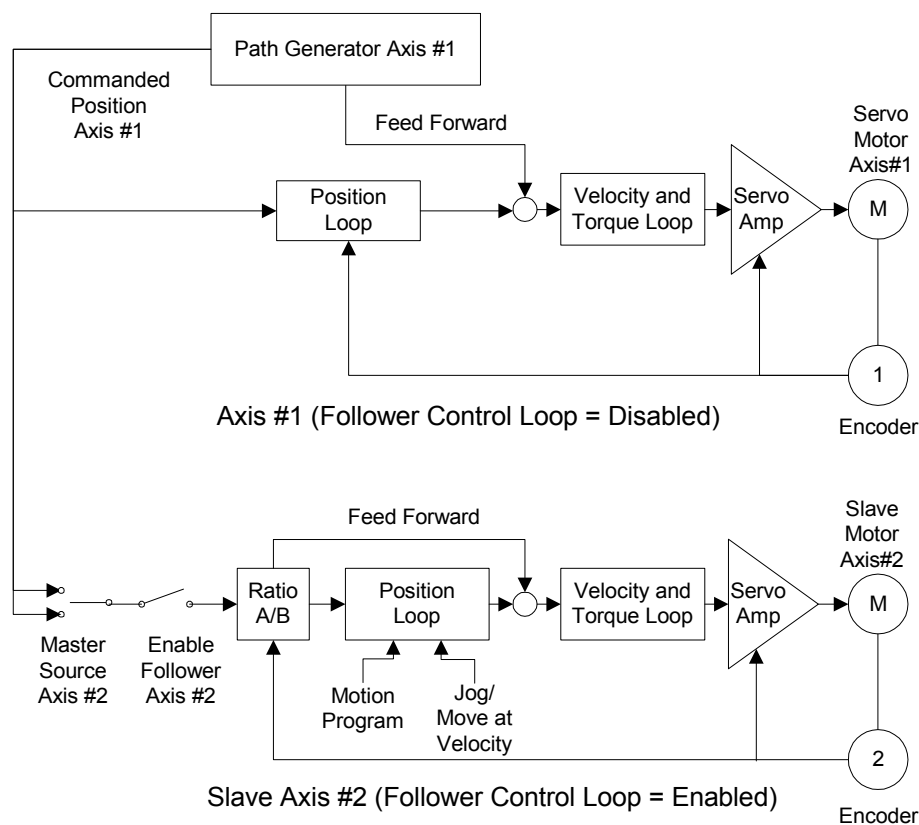 Path Generator Axis #1
Commanded
Position
Axis #1
Feed Forward
Servo
Motor
Axis#1
Position
Loop
Velocity and
Torque Loop
Servo
Amp
M
1
Axis #1 (Follower Control Loop = Disabled)
Encoder
Feed Forward
Slave
Motor
Axis#2
Ratio
A/B
Position
Loop
Velocity and
Torque Loop
Servo
Amp
M
Master
Source
Axis #2
Enable
Follower
Axis #2
Motion
Program
Jog/
Move at
Velocity
2
Slave Axis #2 (Follower Control Loop = Enabled)
Encoder